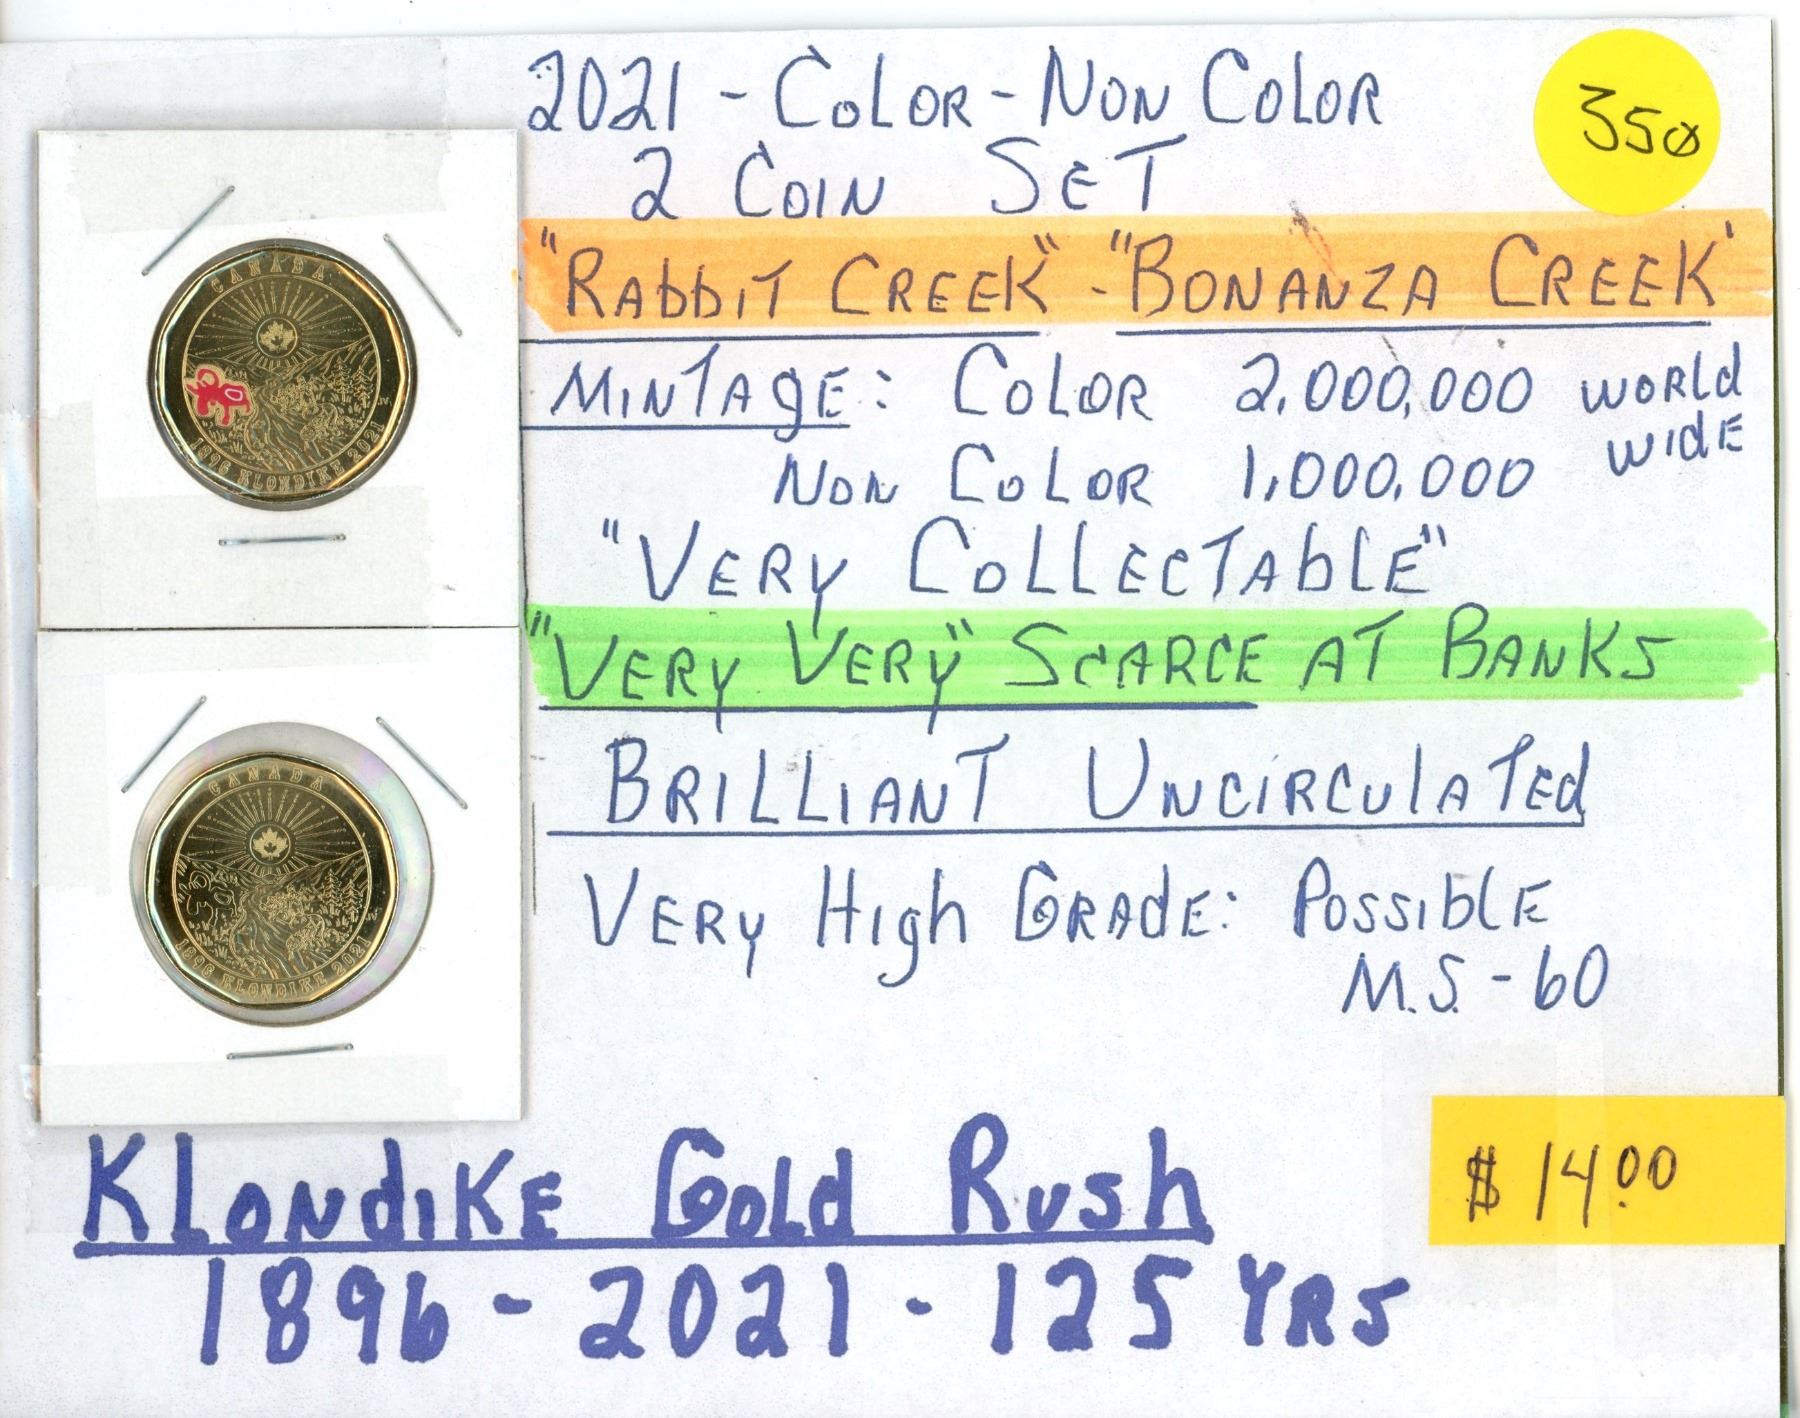 2021 - COLOR - NON COLOR
350
2 COIN SET
"RABBIT CREEK" - "BONANZA CREEK'
MINTAGE: COLOR 2,000,000 WORLD
WIDE
NON COLOR 1,000,000
"VERY COLLECTABLE"
"VERY VERY" SCARCE AT BANKS
BRILLIANT UNCIRCULATED
VERY HIGH GRADE: POSSIBLE
M.S. - 60
$ 14.00
KLONDIKE GOLD RUSH
1896 - 2021 - 125 YRS
CANADA
1896 KLONDIKE 2021
CANADA
1896 KLONDIKE 2021